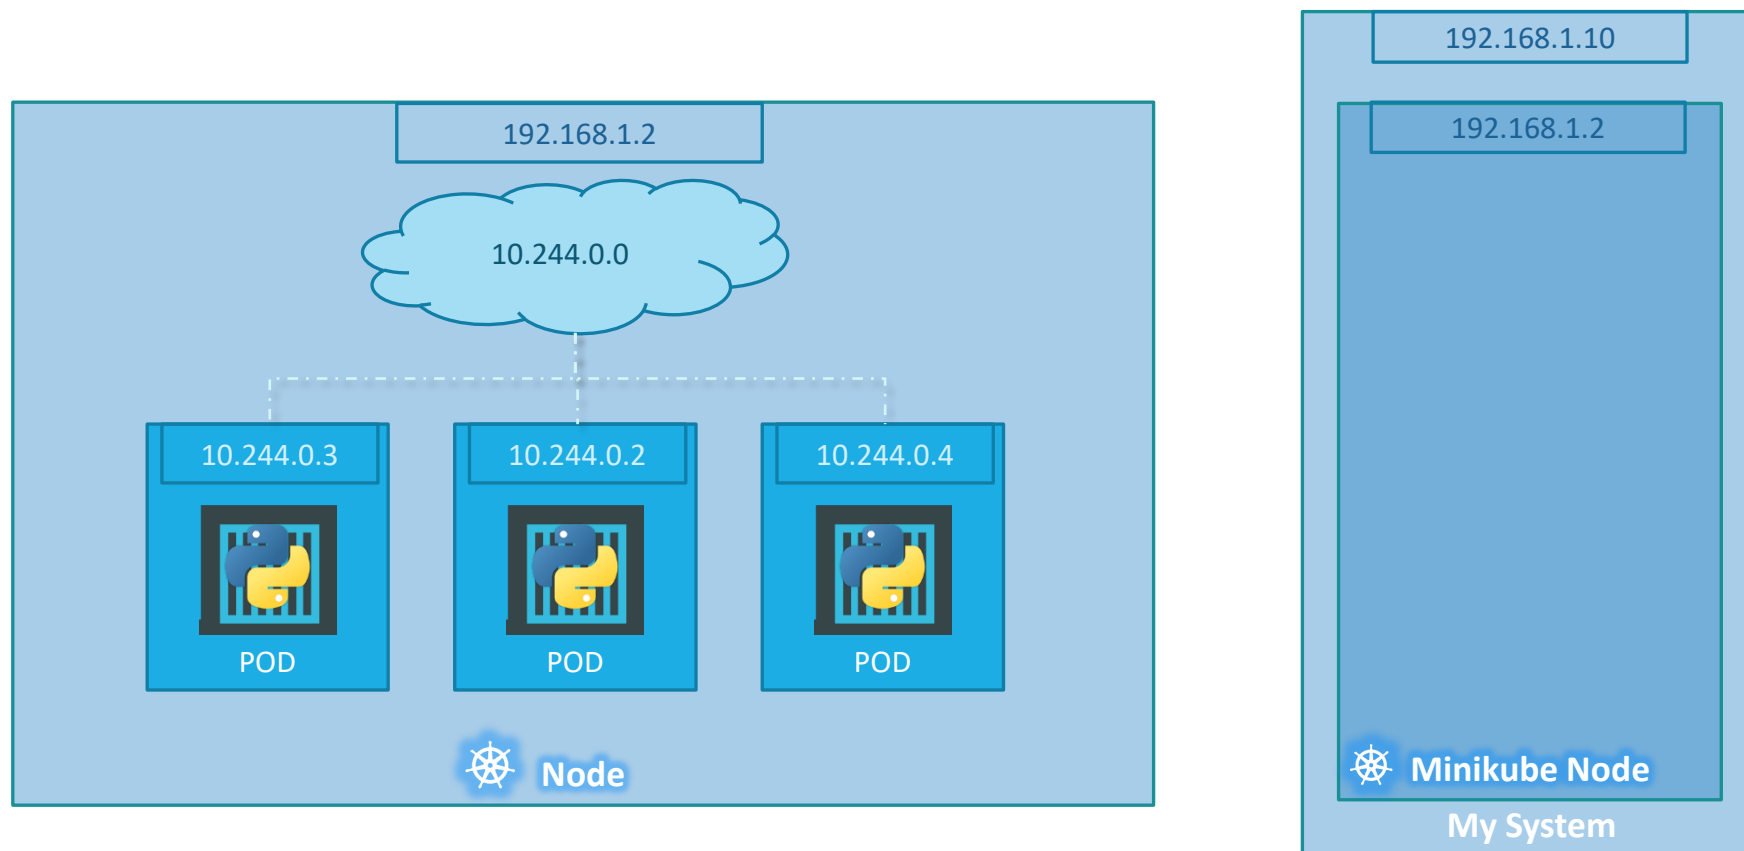 192.168.1.2
10.244.0.0
10.244.0.3
10.244.0.2
10.244.0.4
POD
POD
POD
Node
192.168.1.10
192.168.1.2
Minikube Node
My System